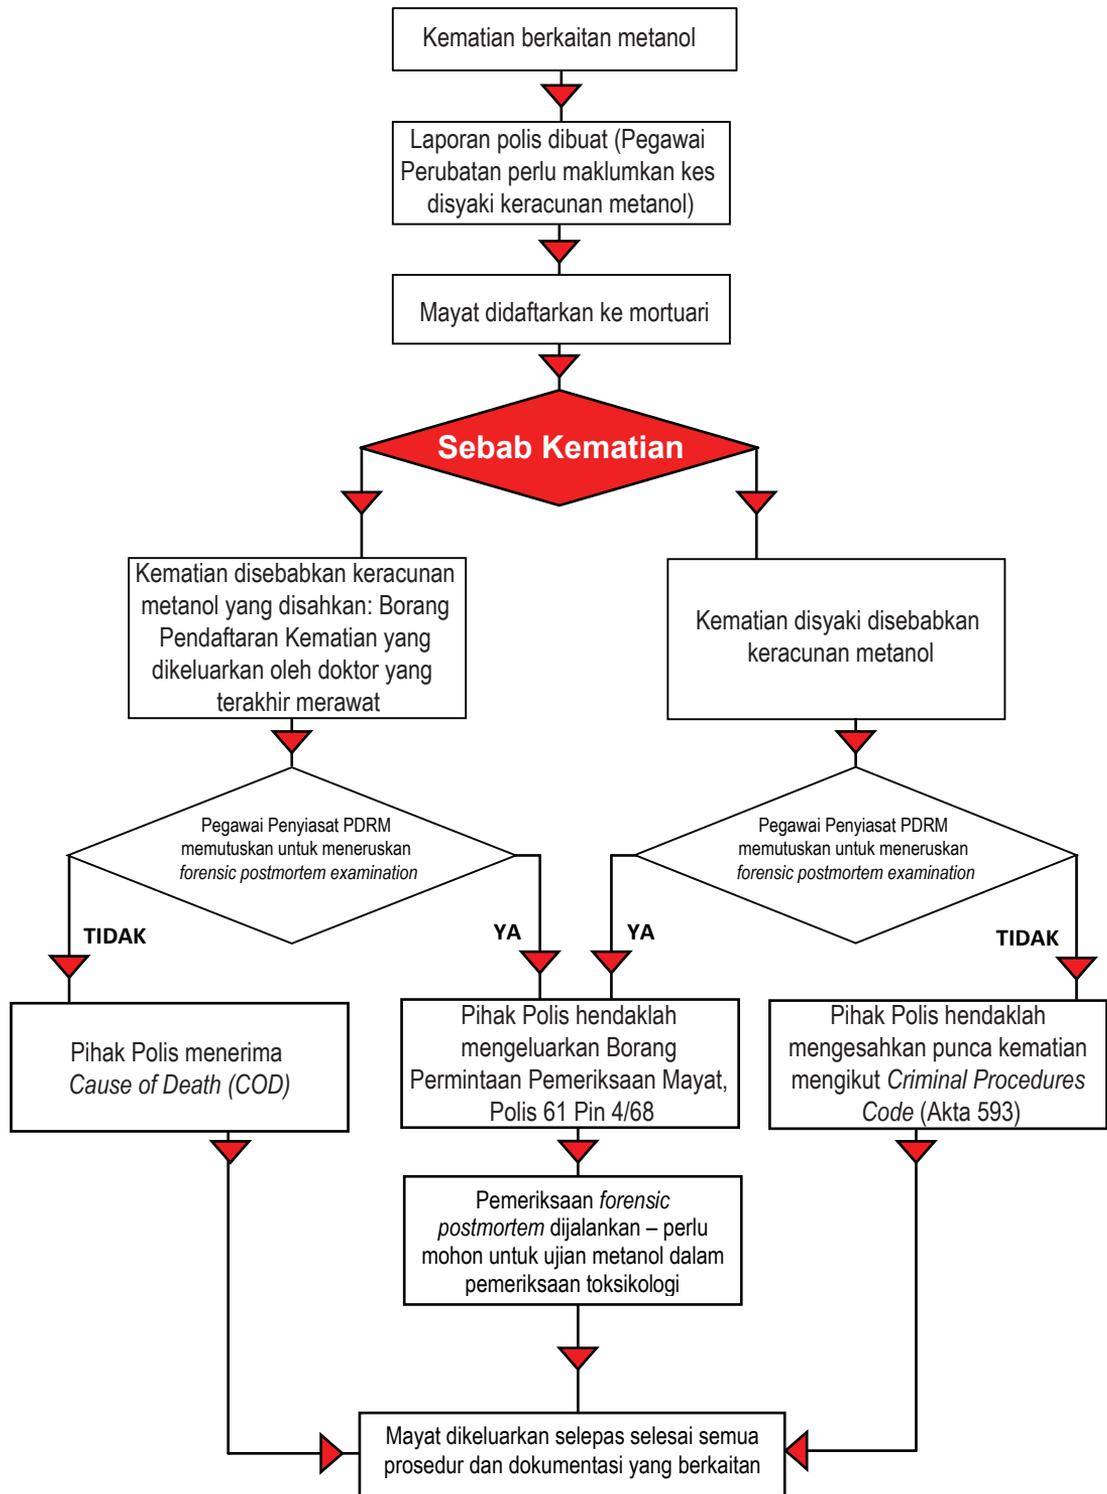 Kematian berkaitan metanol
Laporan polis dibuat (Pegawai
Perubatan perlu maklumkan kes
disyaki keracunan metanol)
Mayat didaftarkan ke mortuari
Sebab Kematian
Kematian disebabkan keracunan
metanol yang disahkan: Borang
Pendaftaran Kematian yang
dikeluarkan oleh doktor yang
terakhir merawat
Kematian disyaki disebabkan
keracunan metanol
Pegawai Penyiasat PDRM
memutuskan untuk meneruskan
forensic postmortem examination
Pegawai Penyiasat PDRM
memutuskan untuk meneruskan
forensic postmortem examination
TIDAK
YA
YA
TIDAK
Pihak Polis menerima
Cause of Death (COD)
Pihak Polis hendaklah
mengeluarkan Borang
Permintaan Pemeriksaan Mayat,
Polis 61 Pin 4/68
Pihak Polis hendaklah
mengesahkan punca kematian
mengikut Criminal Procedures
Code (Akta 593)
Pemeriksaan forensic
postmortem dijalankan – perlu
mohon untuk ujian metanol dalam
pemeriksaan toksikologi
Mayat dikeluarkan selepas selesai semua
prosedur dan dokumentasi yang berkaitan